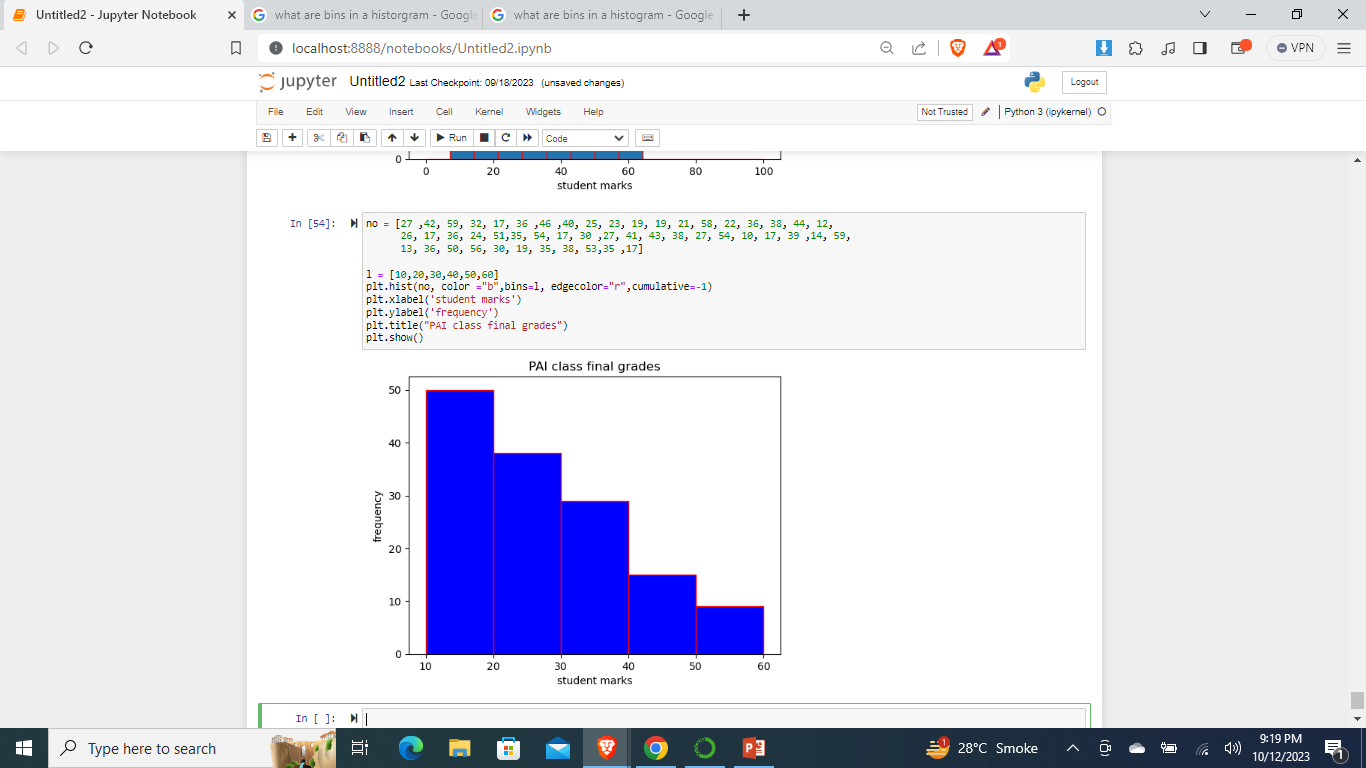 Untitled2 - Jupyter Notebook
what are bins in a historgram - Google
what are bins in a histogram - Google
localhost:8888/notebooks/Untitled2.ipynb
1
VPN
jupyter Untitled2 Last Checkpoint: 09/18/2023 (unsaved changes)
Logout
File Edit View Insert Cell Kernel Widgets Help
Not Trusted
Python 3 (ipykernel)
Run
Code
0
0 20 40 60 80 100
student marks
In [54]:
no = [27 ,42, 59, 32, 17, 36 ,46 ,40, 25, 23, 19, 19, 21, 58, 22, 36, 38, 44, 12,
26, 17, 36, 24, 51,35, 54, 17, 30 ,27, 41, 43, 38, 27, 54, 10, 17, 39 ,14, 59,
13, 36, 50, 56, 30, 19, 35, 38, 53,35 ,17]
l = [10,20,30,40,50,60]
plt.hist(no, color ="b",bins=l, edgecolor="r",cumulative=-1)
plt.xlabel('student marks')
plt.ylabel('frequency')
plt.title("PAI class final grades")
plt.show()
PAI class final grades
50
40
30
20
10
0
frequency
10 20 30 40 50 60
student marks
In [ ]:
Type here to search
1
28°C Smoke
9:19 PM
10/12/2023
1